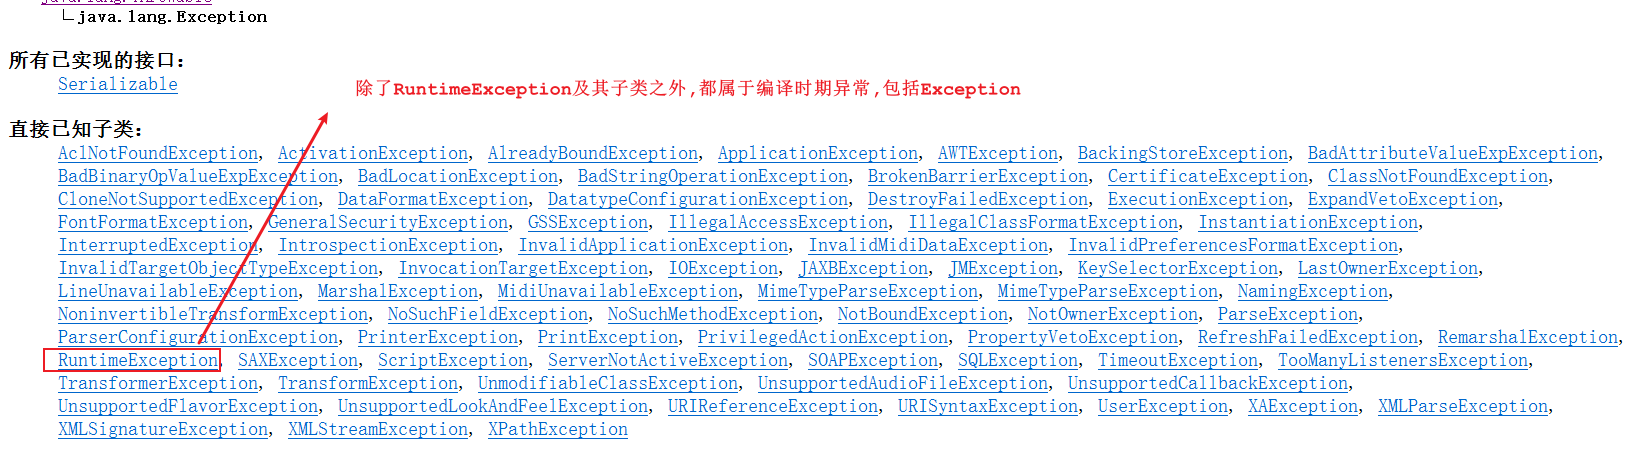 java.lang.Exception
所有已实现的接口:
Serializable
除了RuntimeException及其子类之外,都属于编译时期异常,包括Exception
直接已知子类:
AclNotFoundException, ActivationException, AlreadyBoundException, ApplicationException, AWTException, BackingStoreException, BadAttributeValueExpException,
BadBinaryOpValueExpException, BadLocationException, BadStringOperationException, BrokenBarrierException, CertificateException, ClassNotFoundException,
CloneNotSupportedException, DataFormatException, DatatypeConfigurationException, DestroyFailedException, ExecutionException, ExpandVetoException,
FontFormatException, GeneralSecurityException, GSSException, IllegalAccessException, IllegalClassFormatException, InstantiationException,
InterruptedException, IntrospectionException, InvalidApplicationException, InvalidMidiDataException, InvalidPreferencesFormatException,
InvalidTargetObjectTypeException, InvocationTargetException, IOException, JAXBException, JMException, KeySelectorException, LastOwnerException,
LineUnavailableException, MarshalException, MidiUnavailableException, MimeTypeParseException, MimeTypeParseException, NamingException,
NoninvertibleTransformException, NoSuchFieldException, NoSuchMethodException, NotBoundException, NotOwnerException, ParseException,
ParserConfigurationException, PrinterException, PrintException, PrivilegedActionException, PropertyVetoException, RefreshFailedException, RemarshalException,
RuntimeException, SAXException, ScriptException, ServerNotActiveException, SOAPException, SQLException, TimeoutException, TooManyListenersException,
TransformerException, TransformException, UnmodifiableClassException, UnsupportedAudioFileException, UnsupportedCallbackException,
UnsupportedFlavorException, UnsupportedLookAndFeelException, URIReferenceException, URISyntaxException, UserException, XAException, XMLParseException,
XMLSignatureException, XMLStreamException, XPathException